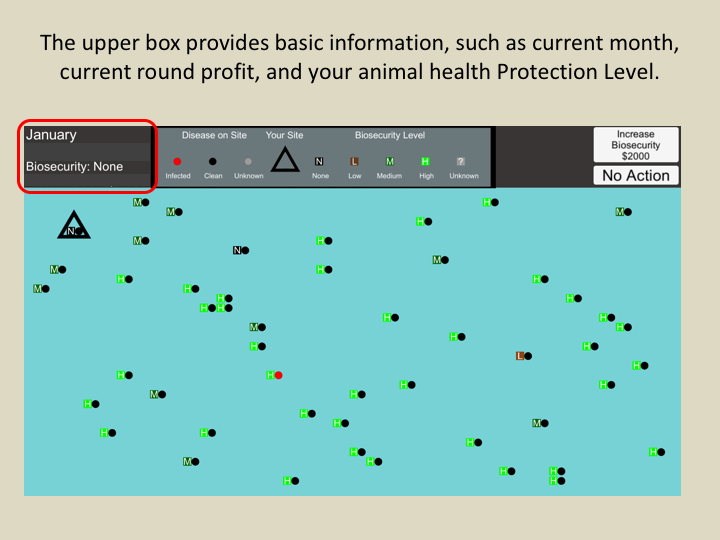 The upper box provides basic information, such as current month,
current round profit, and your animal health Protection Level.
January
Biosecurity: None
Disease on Site Your Site Biosecurity Level
N L M H ?
Infected Clean Unknown None Low Medium High Unknown
Increase
Biosecurity
$2000
No Action
M H
M M
H
N
M H
N
M
M H
H H
M H
H H
H H
H H
M H
H
H H
L
H
H H
H H
M H
H
H
H M
H H
H
H H
M H
H H
H H